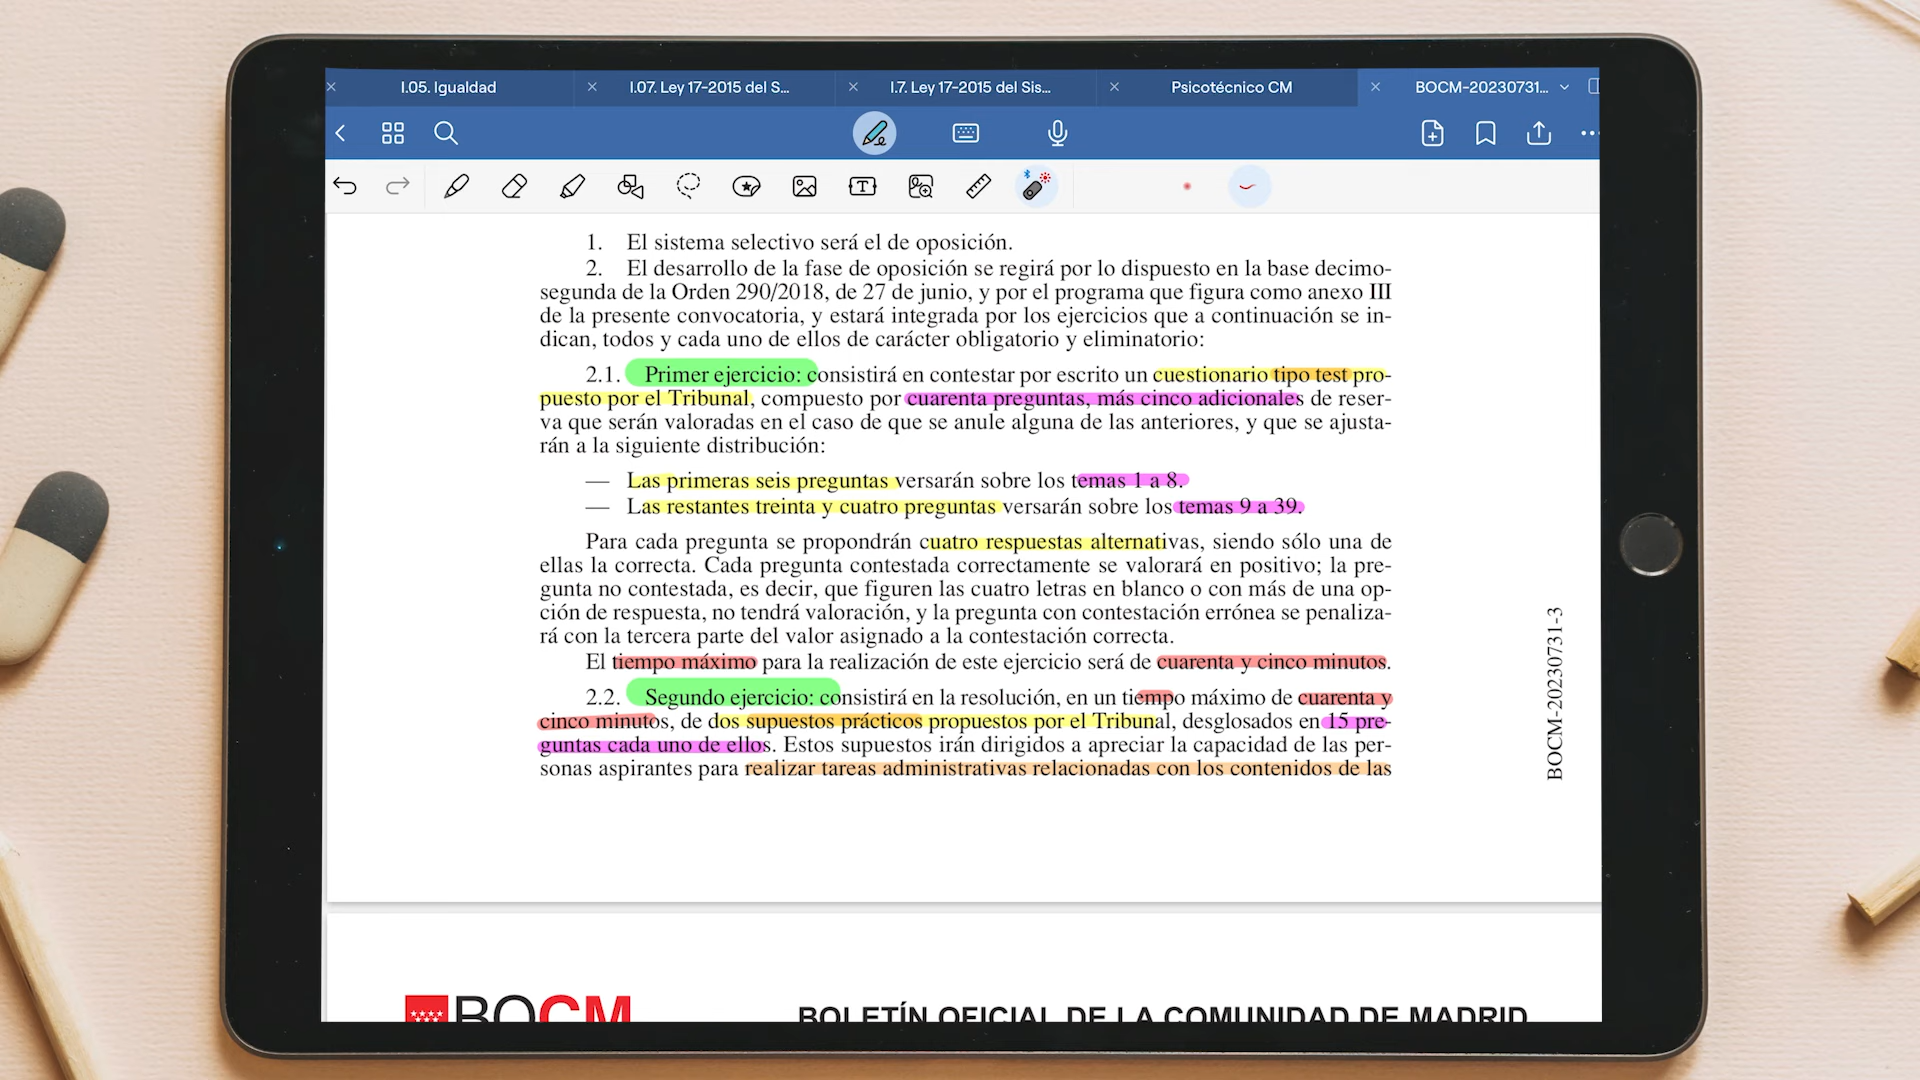 I.05. Igualdad
I.07. Ley 17-2015 del S...
I.7. Ley 17-2015 del Sis...
Psicotécnico CM
BOCM-20230731...
1. El sistema selectivo será el de oposición.
2. El desarrollo de la fase de oposición se regirá por lo dispuesto en la base decimo-
segunda de la Orden 290/2018, de 27 de junio, y por el programa que figura como anexo III
de la presente convocatoria, y estará integrada por los ejercicios que a continuación se in-
dican, todos y cada uno de ellos de carácter obligatorio y eliminatorio:
2.1. Primer ejercicio: consistirá en contestar por escrito un cuestionario tipo test pro-
puesto por el Tribunal, compuesto por cuarenta preguntas, más cinco adicionales de reser-
va que serán valoradas en el caso de que se anule alguna de las anteriores, y que se ajusta-
rán a la siguiente distribución:
— Las primeras seis preguntas versarán sobre los temas 1 a 8.
— Las restantes treinta y cuatro preguntas versarán sobre los temas 9 a 39.
Para cada pregunta se propondrán cuatro respuestas alternativas, siendo sólo una de
ellas la correcta. Cada pregunta contestada correctamente se valorará en positivo; la pre-
gunta no contestada, es decir, que figuren las cuatro letras en blanco o con más de una op-
ción de respuesta, no tendrá valoración, y la pregunta con contestación errónea se penaliza-
rá con la tercera parte del valor asignado a la contestación correcta.
El tiempo máximo para la realización de este ejercicio será de cuarenta y cinco minutos.
2.2. Segundo ejercicio: consistirá en la resolución, en un tiempo máximo de cuarenta y
cinco minutos, de dos supuestos prácticos propuestos por el Tribunal, desglosados en 15 pre-
guntas cada uno de ellos. Estos supuestos irán dirigidos a apreciar la capacidad de las per-
sonas aspirantes para realizar tareas administrativas relacionadas con los contenidos de las
BOCM-20230731-3
BOCM
BOLETÍN OFICIAL DE LA COMUNIDAD DE MADRID